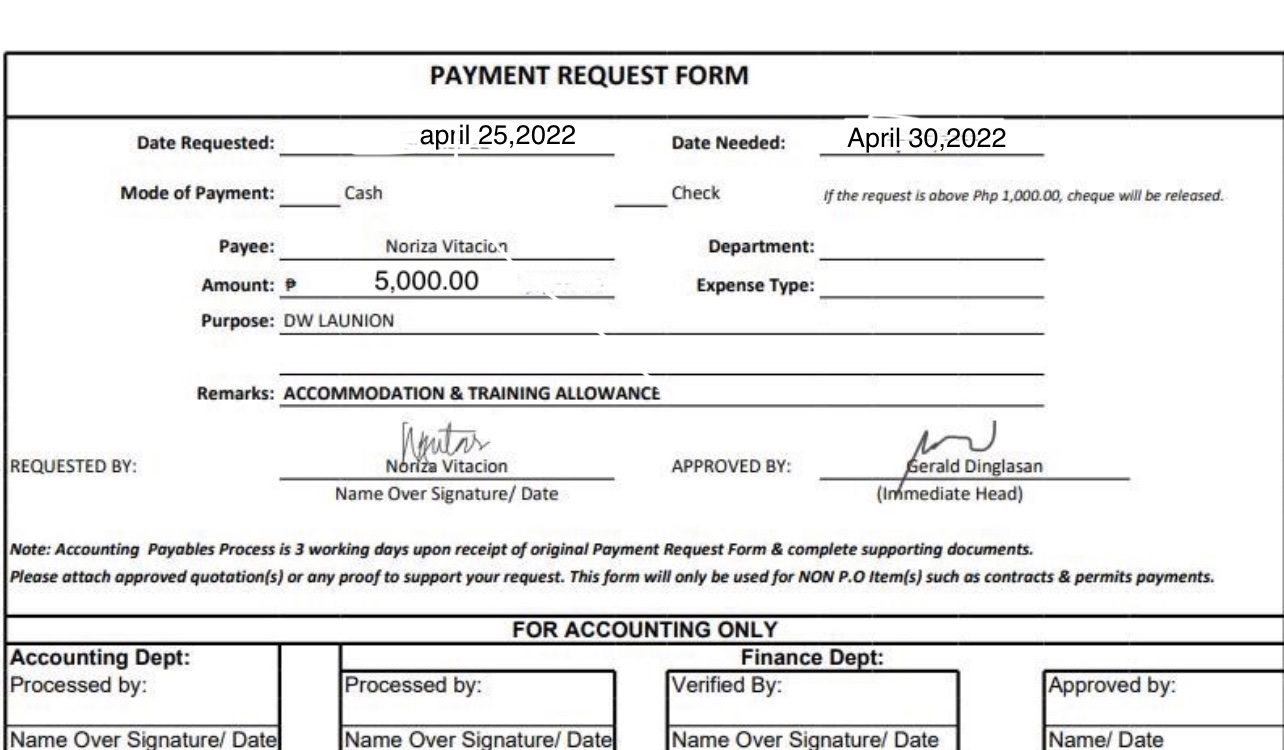 PAYMENT REQUEST FORM
Date Requested: april 25,2022 Date Needed: April 30,2022
Mode of Payment: Cash Check If the request is above Php 1,000.00, cheque will be released.
Payee: Noriza Vitacion Department:
Amount: ₱ 5,000.00 Expense Type:
Purpose: DW LAUNION
Remarks: ACCOMMODATION & TRAINING ALLOWANCE
REQUESTED BY: Noriza Vitacion APPROVED BY: Gerald Dinglasan
Name Over Signature/ Date (Immediate Head)
Note: Accounting Payables Process is 3 working days upon receipt of original Payment Request Form & complete supporting documents.
Please attach approved quotation(s) or any proof to support your request. This form will only be used for NON P.O Item(s) such as contracts & permits payments.
FOR ACCOUNTING ONLY
Accounting Dept: Finance Dept:
Processed by: Processed by: Verified By: Approved by:
Name Over Signature/ Date Name Over Signature/ Date Name Over Signature/ Date Name/ Date